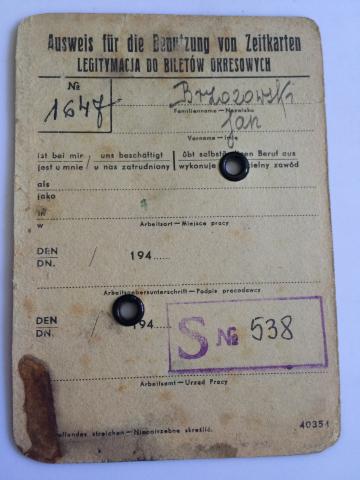 Ausweis für die Benutzung von Zeitkarten
LEGITYMACJA DO BILETÓW OKRESOWYCH
№
1647
Brzozowski
Familienname — Nazwisko
Jan
Vorname — Imię
ist bei mir / uns beschäftigt / übt selbständigen Beruf aus
jest u mnie / u nas zatrudniony / wykonuje zawód
als
jako
in
w
Arbeitsort — Miejsce pracy
DEN / 194.....
DN.
Arbeitgeberunterschrift — Podpis pracodawcy
DEN / 194.....
DN.
S № 538
Arbeitsamt — Urząd Pracy
streichen — Niepotrzebne skreślić.
40351